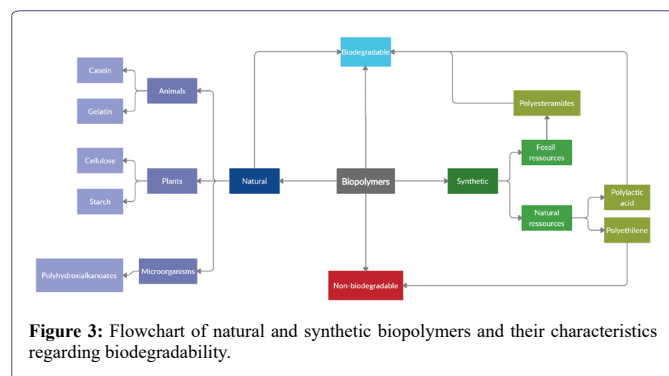 Biodegradable
Casein
Animals
Gelatin
Polyesteramides
Cellulose
Fossil
ressources
Plants
Natural
Biopolymers
Synthetic
Starch
Polylactic
acid
Natural
ressources
Polyethilene
Polyhydroxialkanoates
Microorganisms
Non-biodegradable
Figure 3: Flowchart of natural and synthetic biopolymers and their characteristics
regarding biodegradability.